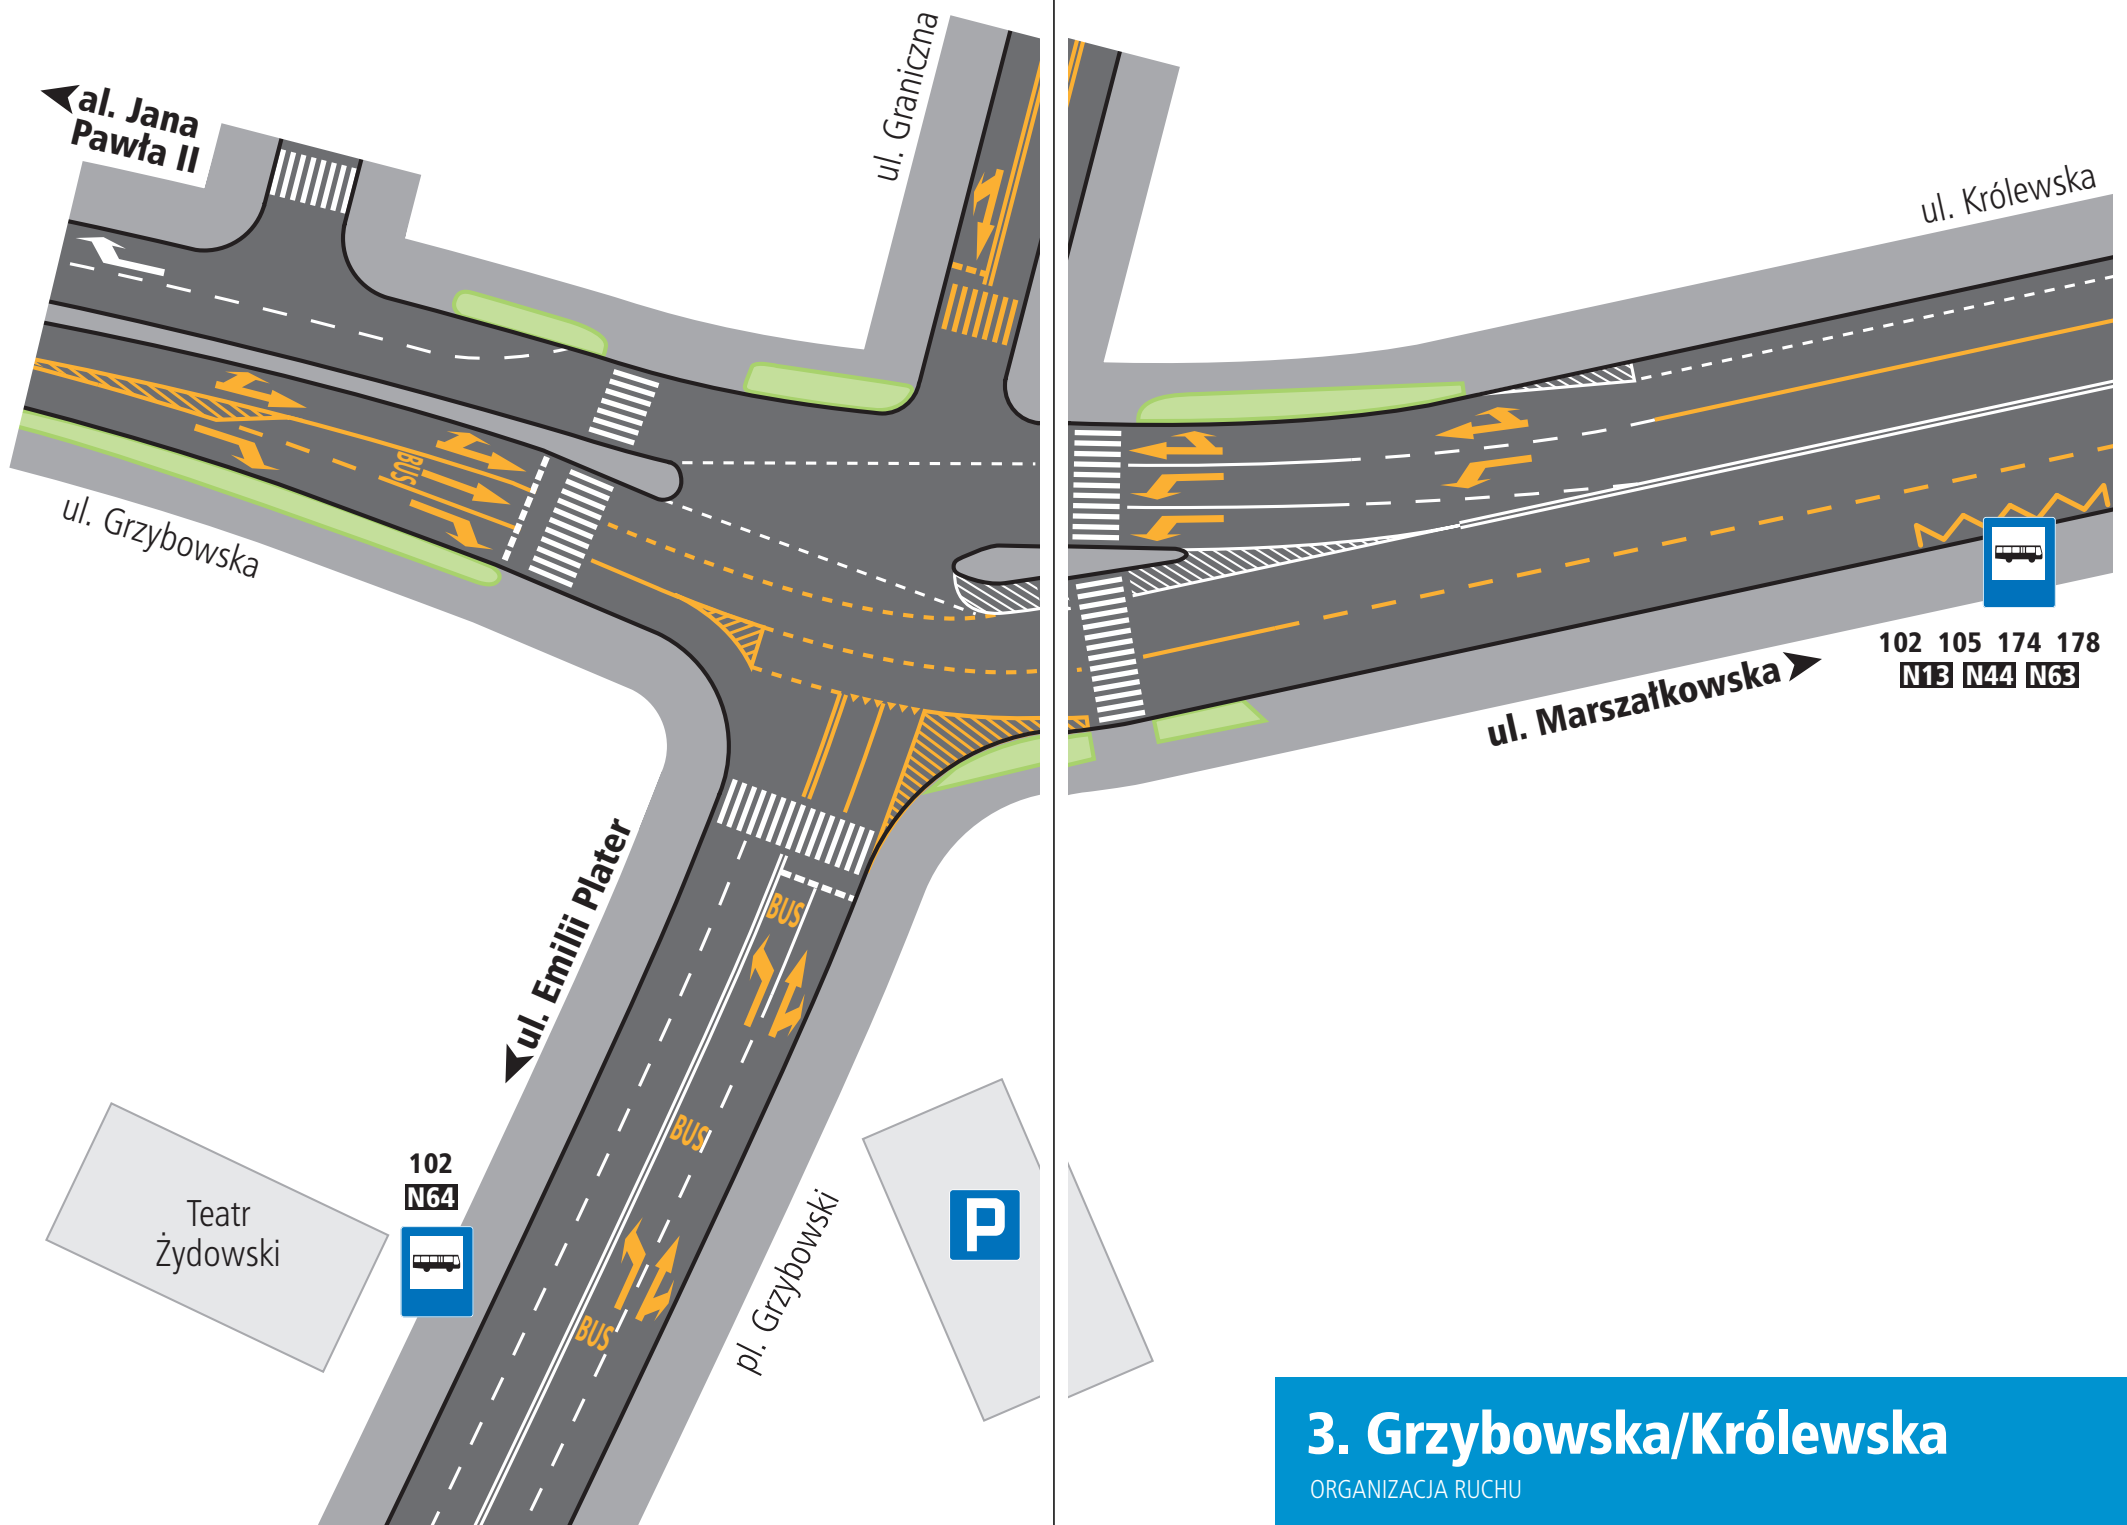 al. Jana
Pawła II
ul. Graniczna
ul. Królewska
BUS
ul. Grzybowska
102 105 174 178
N13 N44 N63
ul. Marszałkowska
ul. Emilii Plater
BUS
BUS
BUS
102
N64
Teatr
Żydowski
pl. Grzybowski
P
3. Grzybowska/Królewska
ORGANIZACJA RUCHU